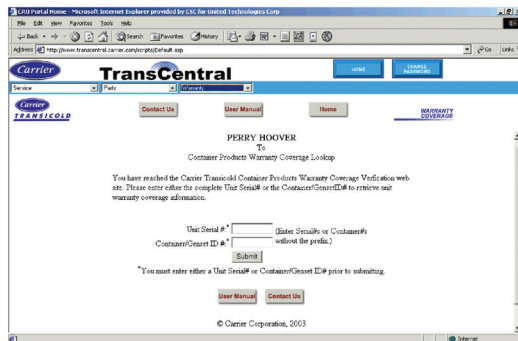 CRO Portal Home - Microsoft Internet Explorer provided by CSC for United Technologies Corp
File Edit View Favorites Tools Help
Back Search Favorites History
Address http://www.transcentral.carrier.com/scripts/Default.asp Go Links
Carrier TransCentral HOME CHANGE PASSWORD
Service Parts Warranty
Carrier TRANSICOLD Contact Us User Manual Home WARRANTY COVERAGE
PERRY HOOVER
To
Container Products Warranty Coverage Lookup
You have reached the Carrier Transicold Container Products Warranty Coverage Verfication web
site. Please enter either the complete Unit Serial# or the Container/GensetID# to retrieve unit
warranty coverage information.
Unit Serial #:* (Enter Serial#s or Container#s
Container/Genset ID #:* without the prefix.)
Submit
*You must enter either a Unit Serial# or Container/Genset ID# prior to submitting.
User Manual Contact Us
© Carrier Corporation, 2003
Internet